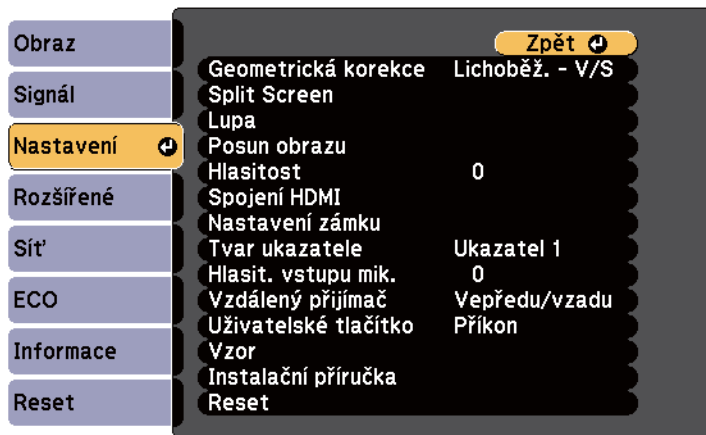 Obraz
Signál
Nastavení
Rozšířené
Síť
ECO
Informace
Reset
Zpět
Geometrická korekce Lichoběž. - V/S
Split Screen
Lupa
Posun obrazu
Hlasitost 0
Spojení HDMI
Nastavení zámku
Tvar ukazatele Ukazatel 1
Hlasit. vstupu mik. 0
Vzdálený přijímač Vepředu/vzadu
Uživatelské tlačítko Příkon
Vzor
Instalační příručka
Reset